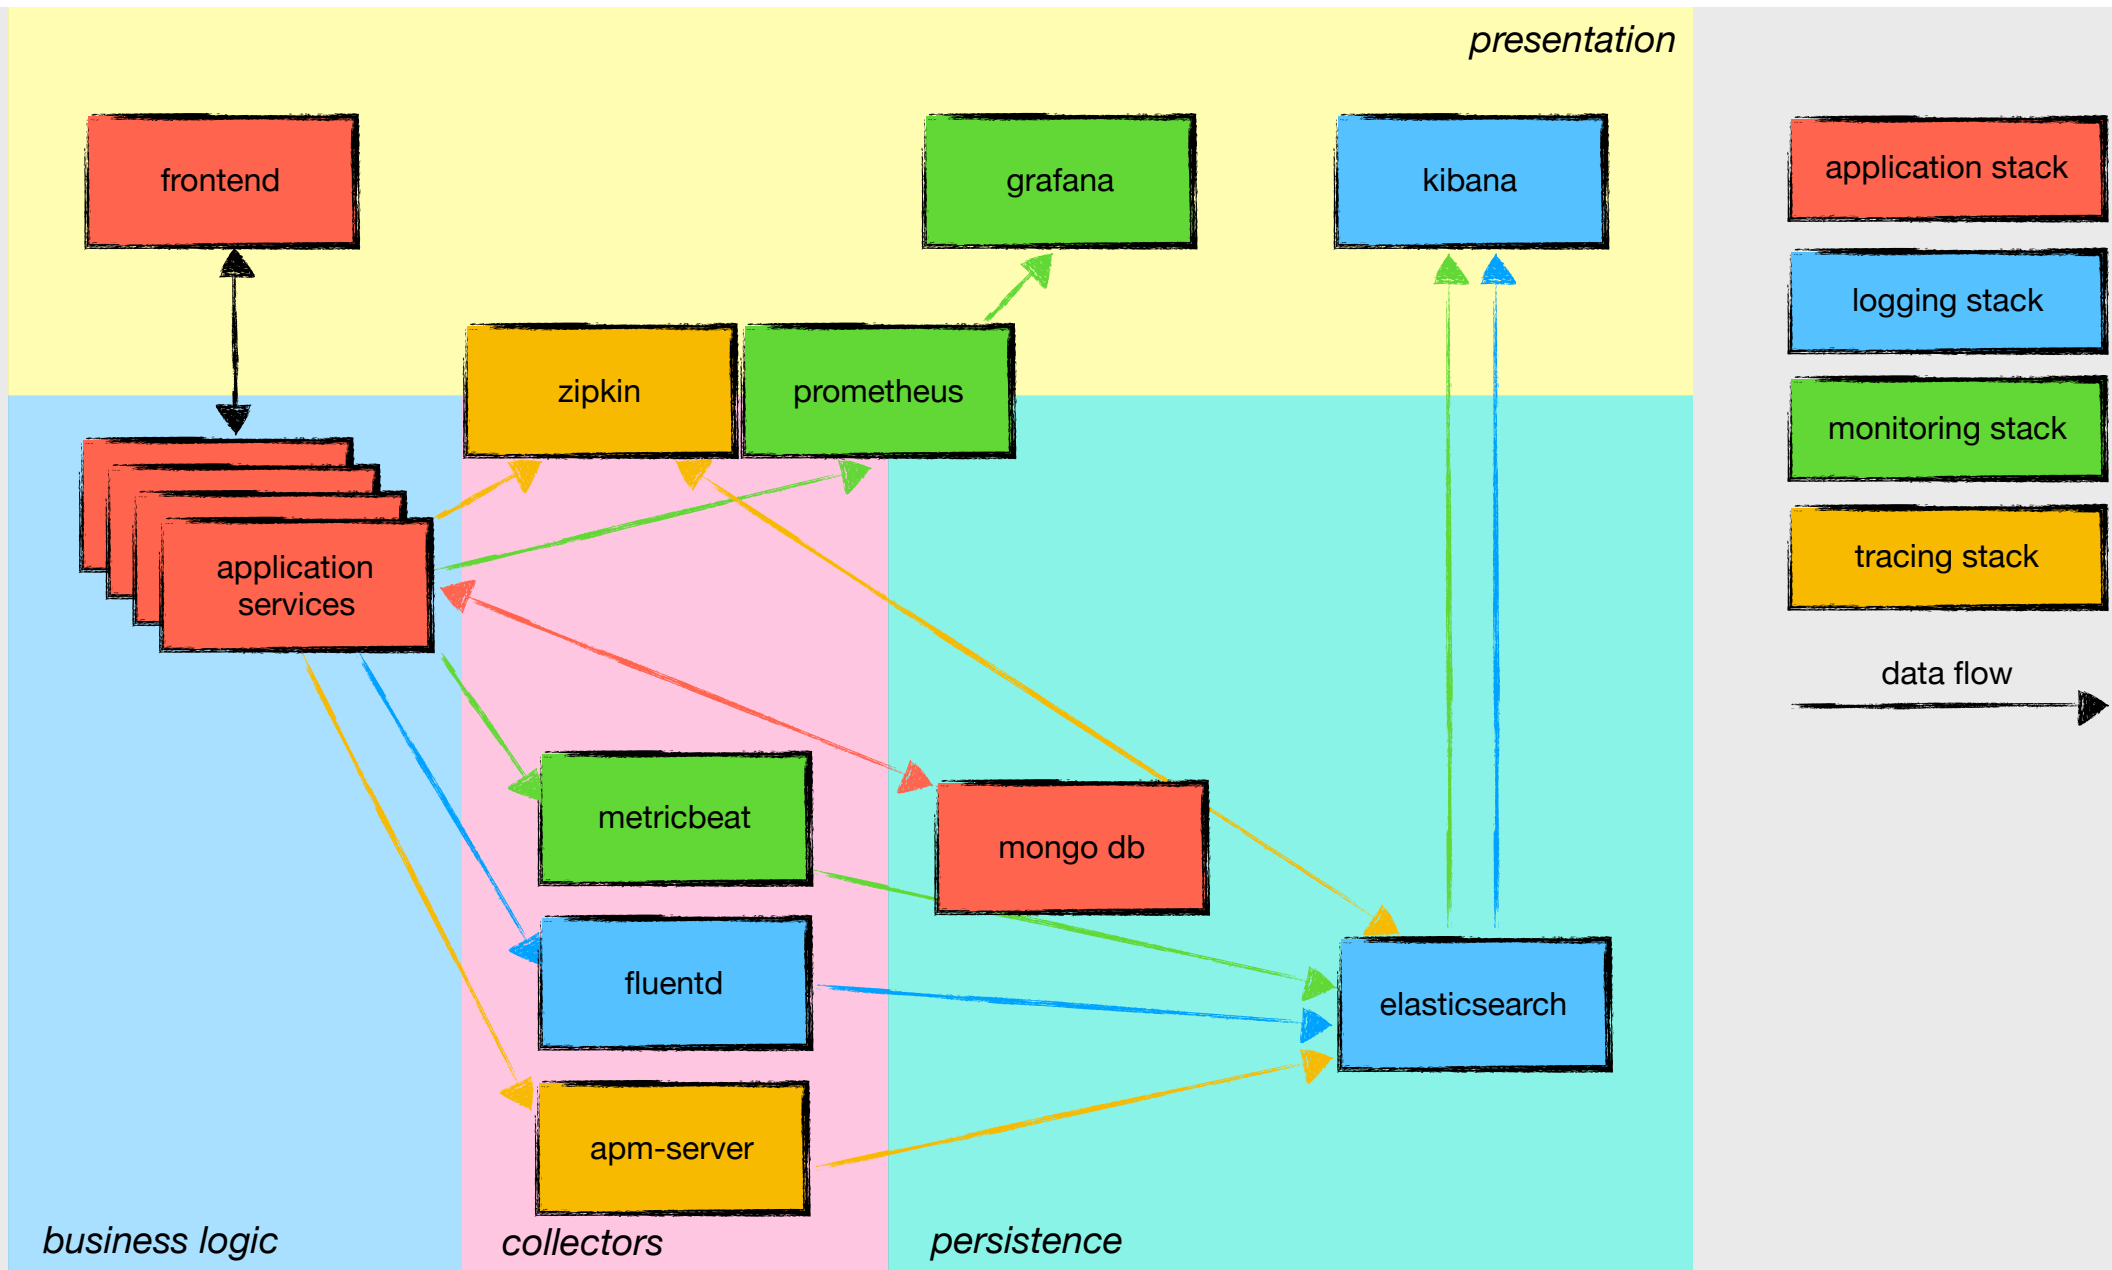 presentation
frontend
grafana
kibana
zipkin
prometheus
application
services
metricbeat
mongo db
fluentd
elasticsearch
apm-server
business logic
collectors
persistence
application stack
logging stack
monitoring stack
tracing stack
data flow